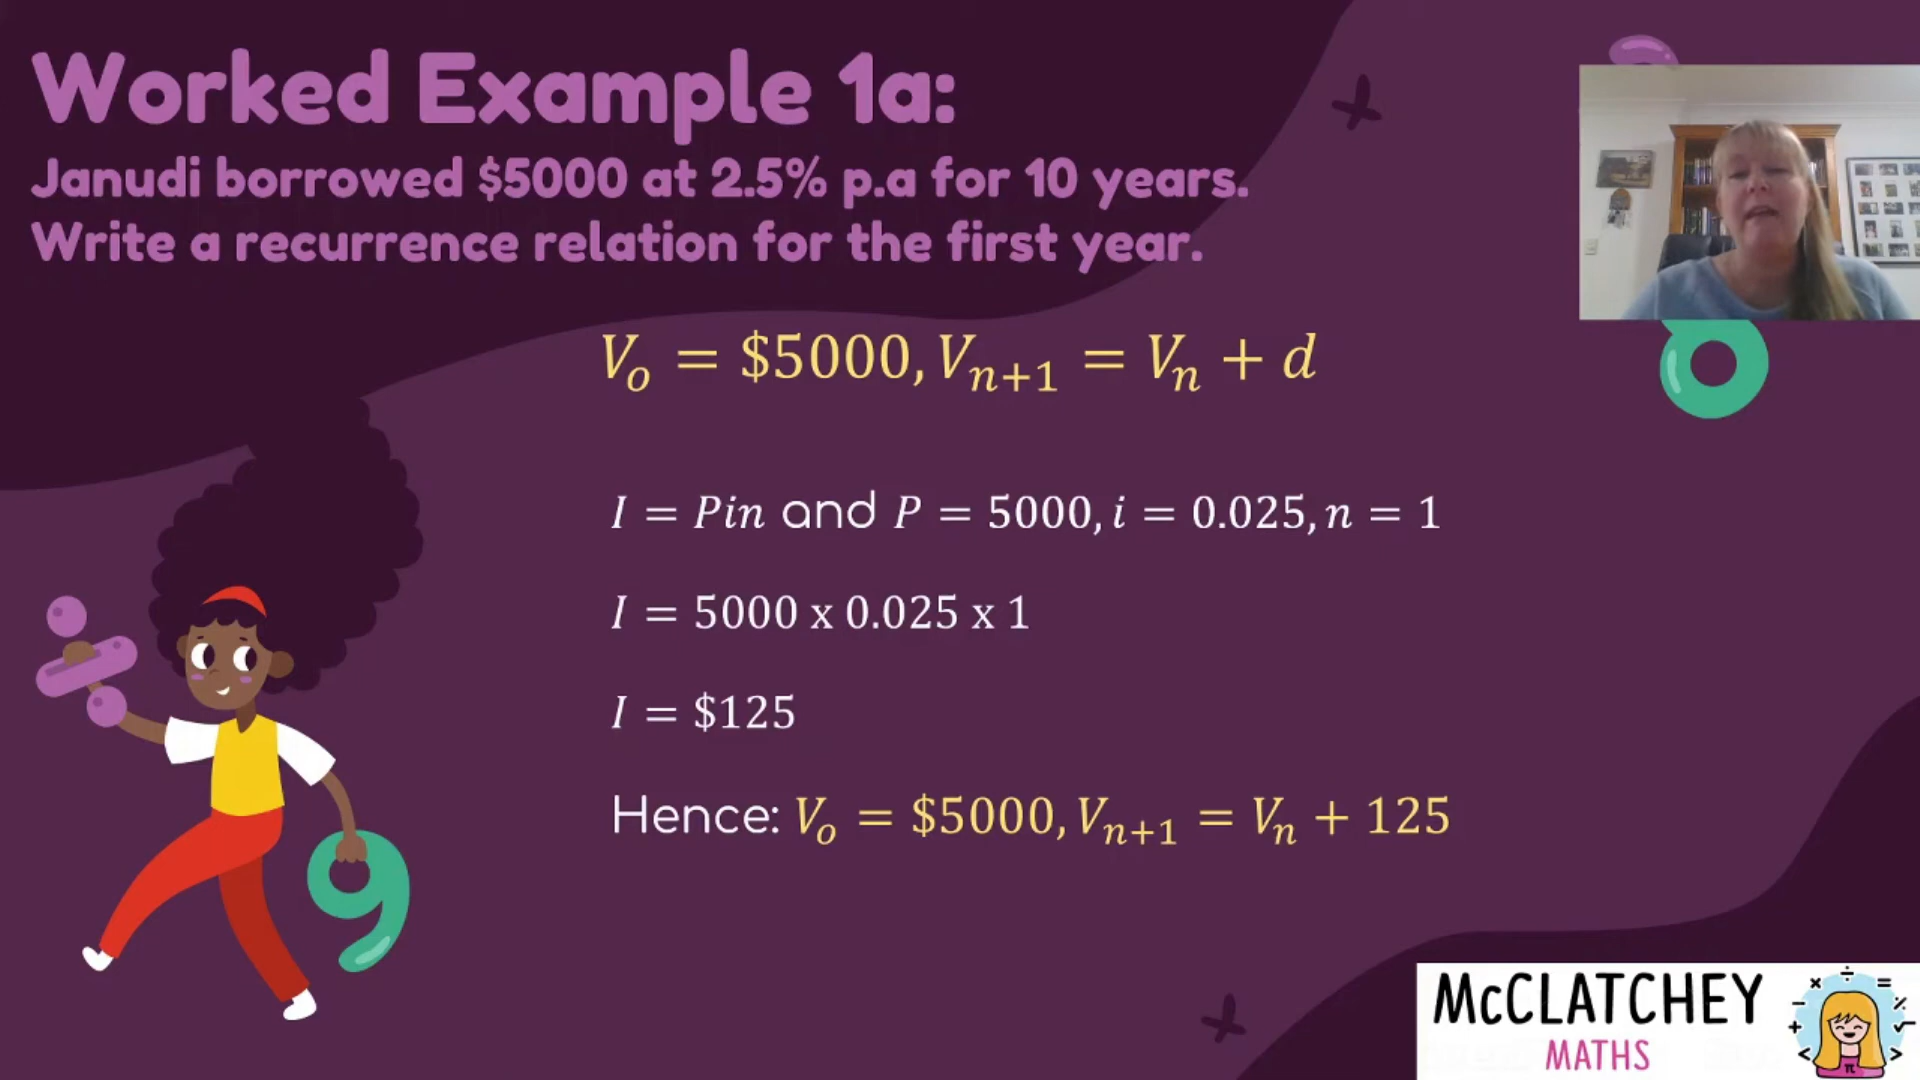 Worked Example 1a:
Janudi borrowed $5000 at 2.5% p.a for 10 years.
Write a recurrence relation for the first year.
Vₒ = $5000, Vₙ₊₁ = Vₙ + d
I = Pin and P = 5000, i = 0.025, n = 1
I = 5000 x 0.025 x 1
I = $125
Hence: Vₒ = $5000, Vₙ₊₁ = Vₙ + 125
McCLATCHEY
MATHS